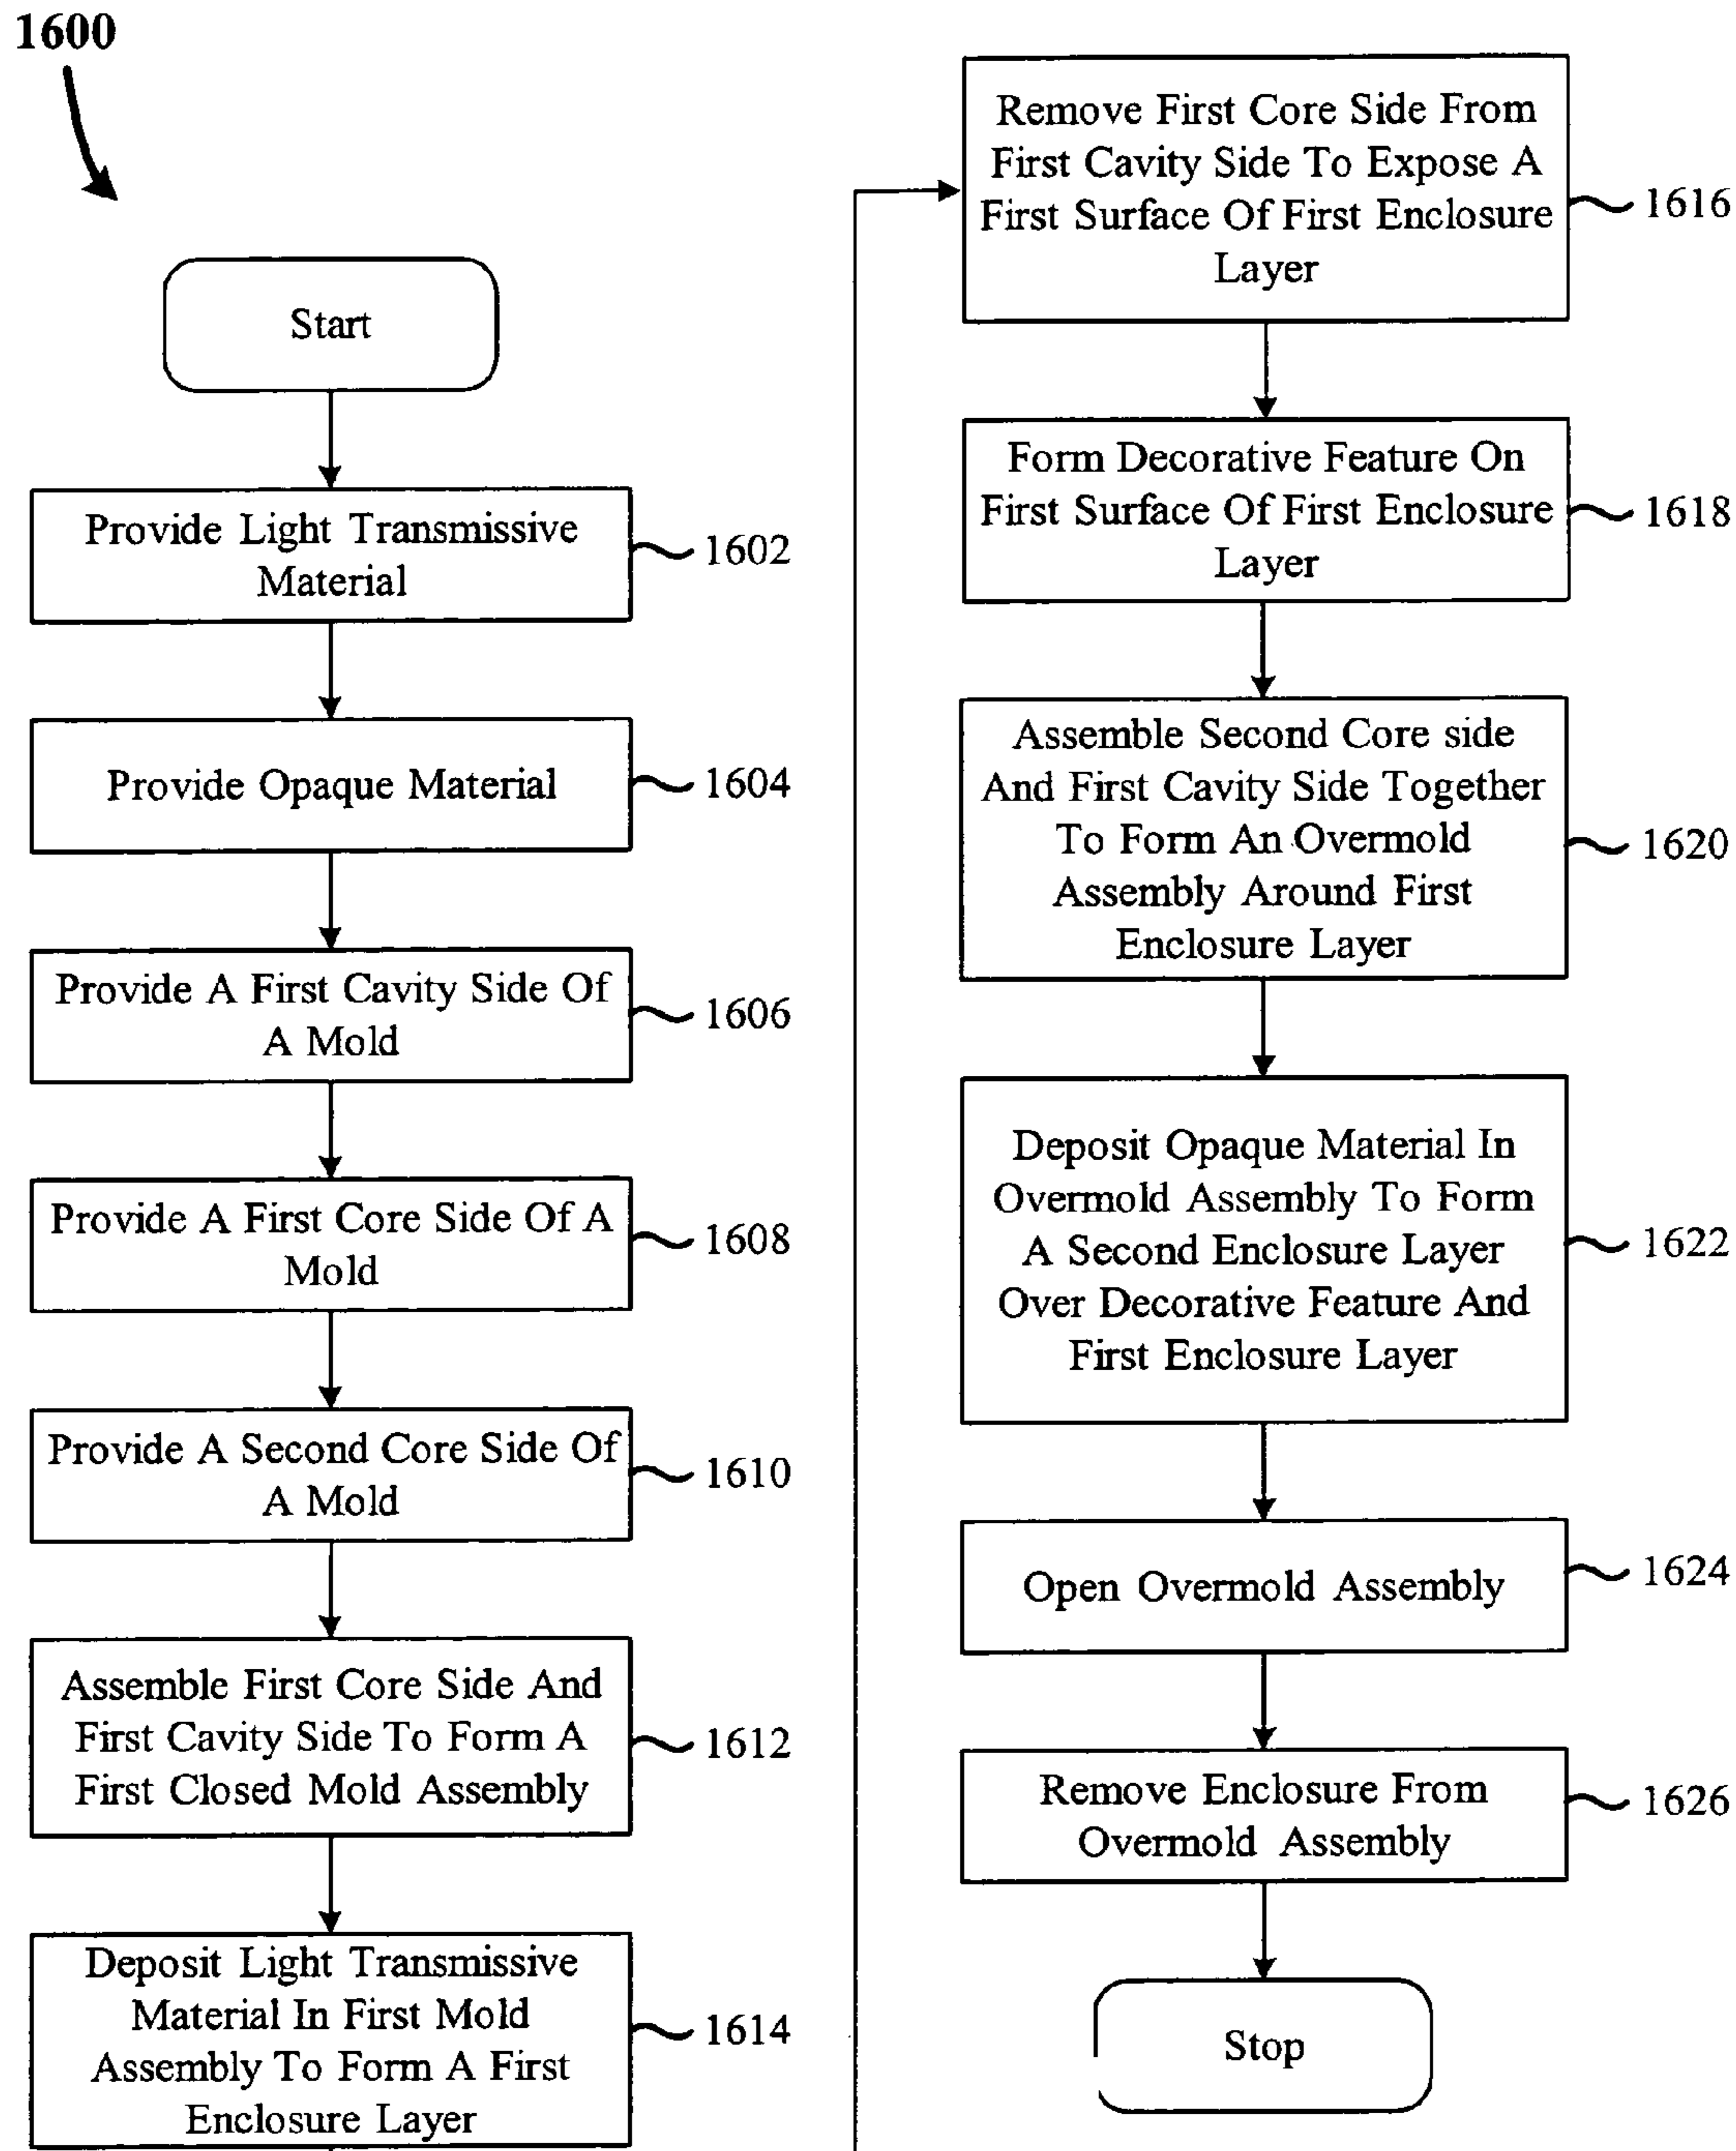 1600
Start
Provide Light Transmissive
Material
1602
Provide Opaque Material
1604
Provide A First Cavity Side Of
A Mold
1606
Provide A First Core Side Of A
Mold
1608
Provide A Second Core Side Of
A Mold
1610
Assemble First Core Side And
First Cavity Side To Form A
First Closed Mold Assembly
1612
Deposit Light Transmissive
Material In First Mold
Assembly To Form A First
Enclosure Layer
1614
Remove First Core Side From
First Cavity Side To Expose A
First Surface Of First Enclosure
Layer
1616
Form Decorative Feature On
First Surface Of First Enclosure
Layer
1618
Assemble Second Core side
And First Cavity Side Together
To Form An Overmold
Assembly Around First
Enclosure Layer
1620
Deposit Opaque Material In
Overmold Assembly To Form
A Second Enclosure Layer
Over Decorative Feature And
First Enclosure Layer
1622
Open Overmold Assembly
1624
Remove Enclosure From
Overmold Assembly
1626
Stop